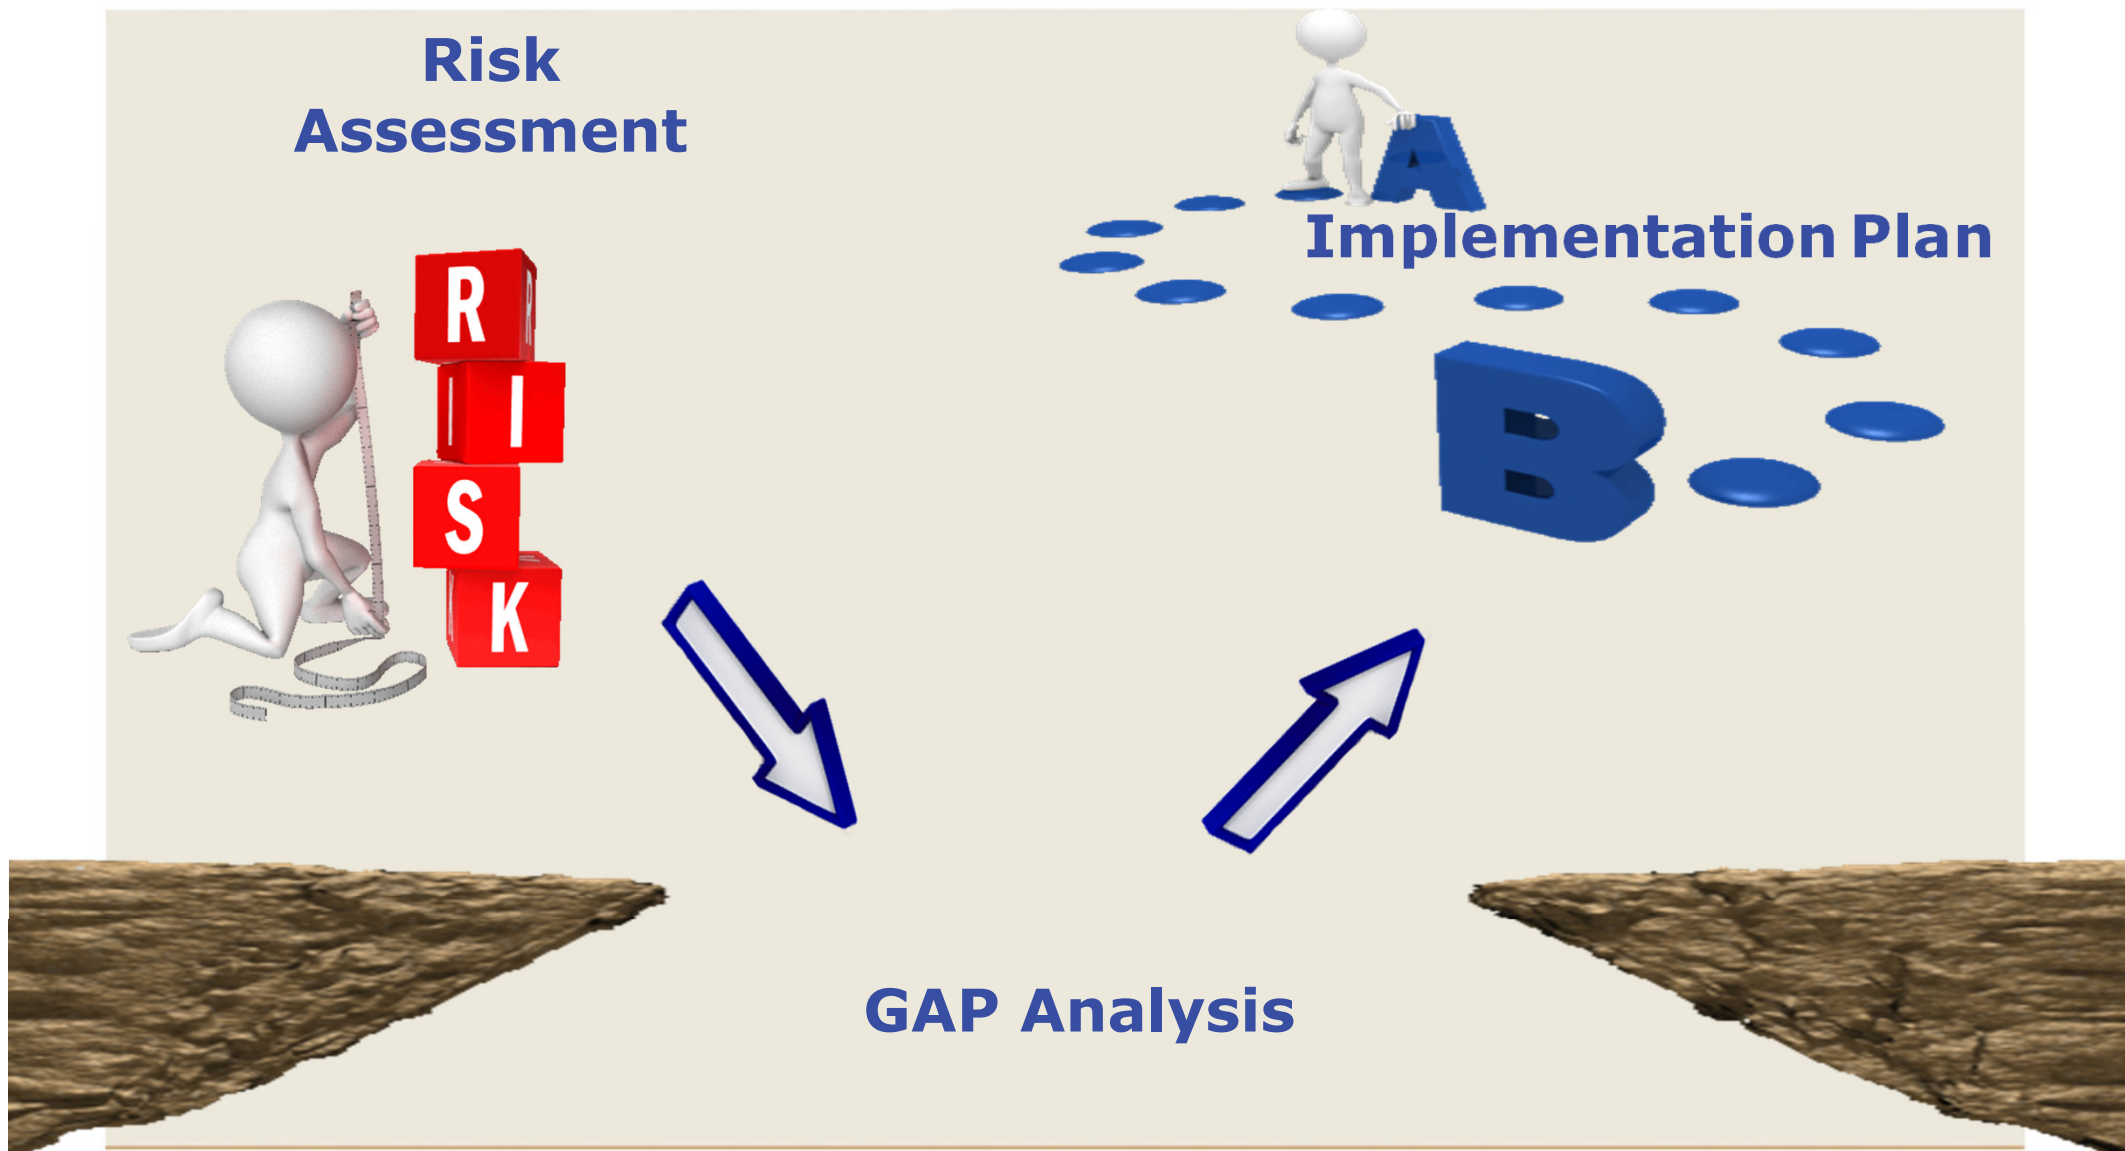 Risk
Assessment
R
R
I
I
S
K
A
Implementation Plan
B
GAP Analysis